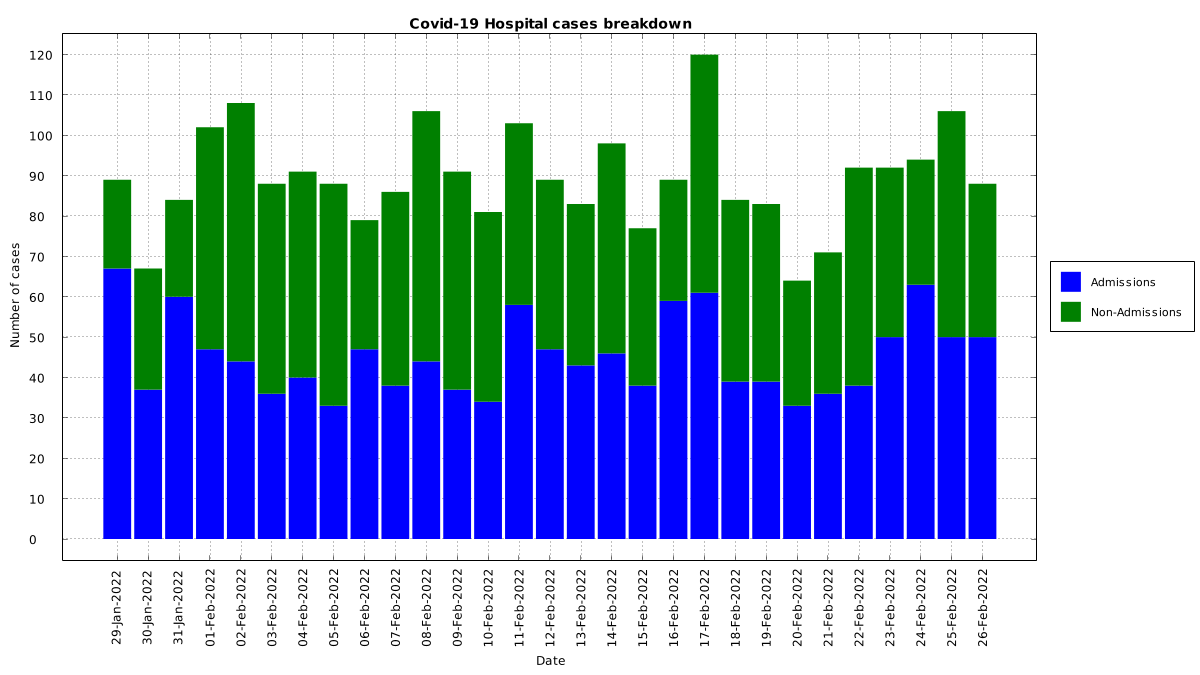 Covid-19 Hospital cases breakdown
120
110
100
90
80
70
60
50
40
30
20
10
0
Number of cases
29-Jan-2022
30-Jan-2022
31-Jan-2022
01-Feb-2022
02-Feb-2022
03-Feb-2022
04-Feb-2022
05-Feb-2022
06-Feb-2022
07-Feb-2022
08-Feb-2022
09-Feb-2022
10-Feb-2022
11-Feb-2022
12-Feb-2022
13-Feb-2022
14-Feb-2022
15-Feb-2022
16-Feb-2022
17-Feb-2022
18-Feb-2022
19-Feb-2022
20-Feb-2022
21-Feb-2022
22-Feb-2022
23-Feb-2022
24-Feb-2022
25-Feb-2022
26-Feb-2022
Date
Admissions
Non-Admissions